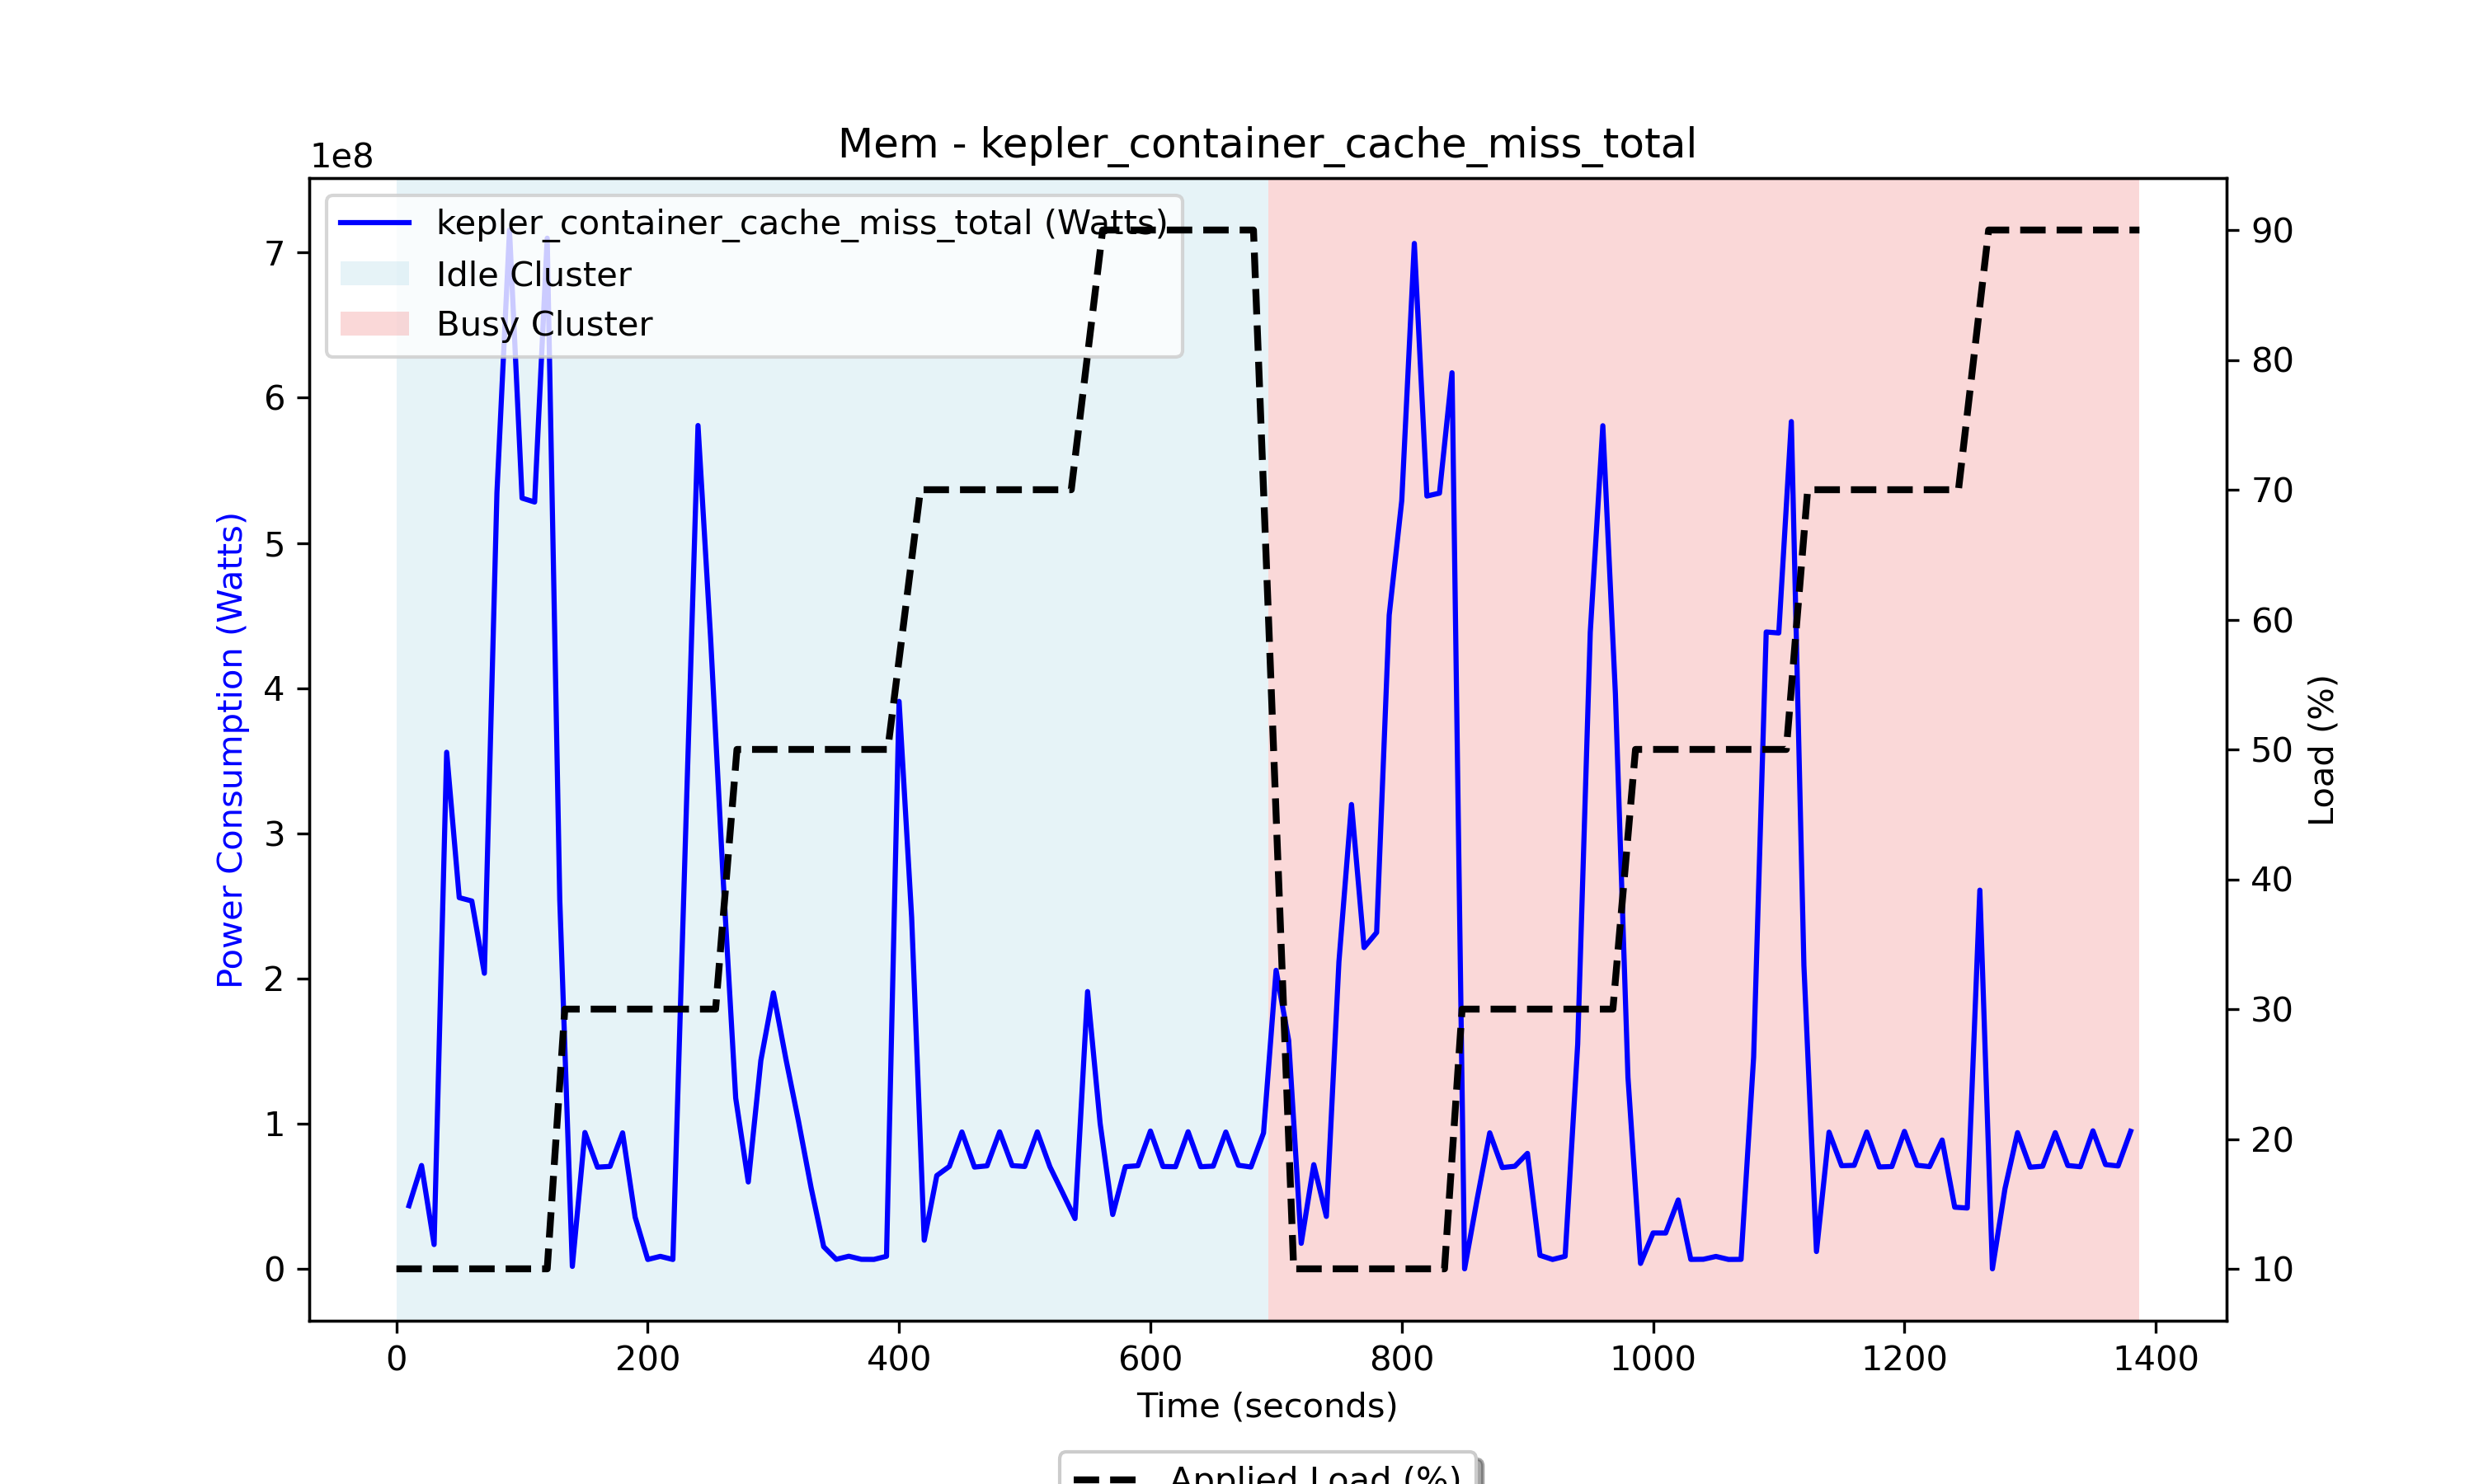 Mem - kepler_container_cache_miss_total
1e8
kepler_container_cache_miss_total (Watts)
Idle Cluster
Busy Cluster
7
6
5
4
3
2
1
0
Power Consumption (Watts)
90
80
70
60
50
40
30
20
10
Load (%)
0 200 400 600 800 1000 1200 1400
Time (seconds)
Applied Load (%)